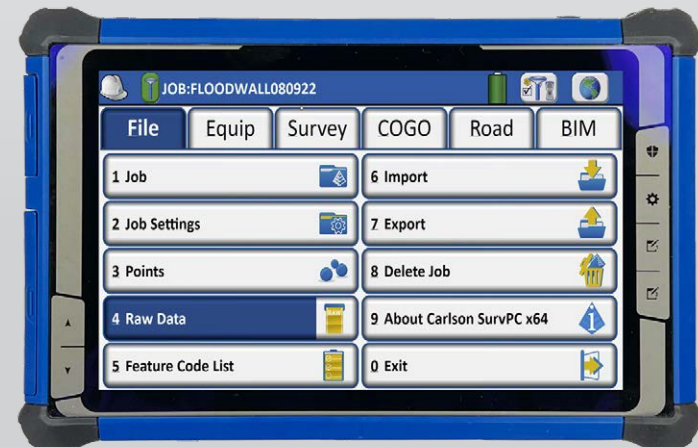 JOB:FLOODWALL080922
File Equip Survey COGO Road BIM
1 Job
2 Job Settings
3 Points
4 Raw Data
5 Feature Code List
6 Import
7 Export
8 Delete Job
9 About Carlson SurvPC x64
0 Exit